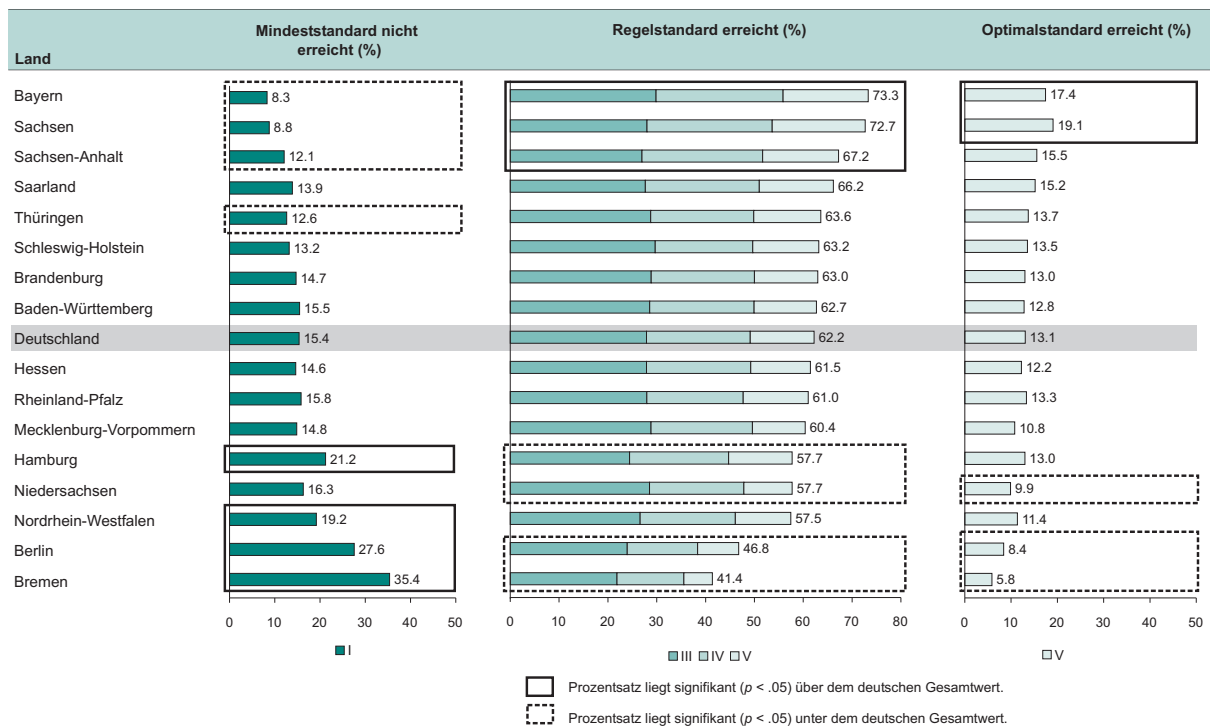 Land
Mindeststandard nicht
erreicht (%)
Regelstandard erreicht (%)
Optimalstandard erreicht (%)
Bayern 8.3 73.3 17.4
Sachsen 8.8 72.7 19.1
Sachsen-Anhalt 12.1 67.2 15.5
Saarland 13.9 66.2 15.2
Thüringen 12.6 63.6 13.7
Schleswig-Holstein 13.2 63.2 13.5
Brandenburg 14.7 63.0 13.0
Baden-Württemberg 15.5 62.7 12.8
Deutschland 15.4 62.2 13.1
Hessen 14.6 61.5 12.2
Rheinland-Pfalz 15.8 61.0 13.3
Mecklenburg-Vorpommern 14.8 60.4 10.8
Hamburg 21.2 57.7 13.0
Niedersachsen 16.3 57.7 9.9
Nordrhein-Westfalen 19.2 57.5 11.4
Berlin 27.6 46.8 8.4
Bremen 35.4 41.4 5.8
0 10 20 30 40 50 0 10 20 30 40 50 60 70 80 0 10 20 30 40 50
I III IV V V
Prozentsatz liegt signifikant (p < .05) über dem deutschen Gesamtwert.
Prozentsatz liegt signifikant (p < .05) unter dem deutschen Gesamtwert.